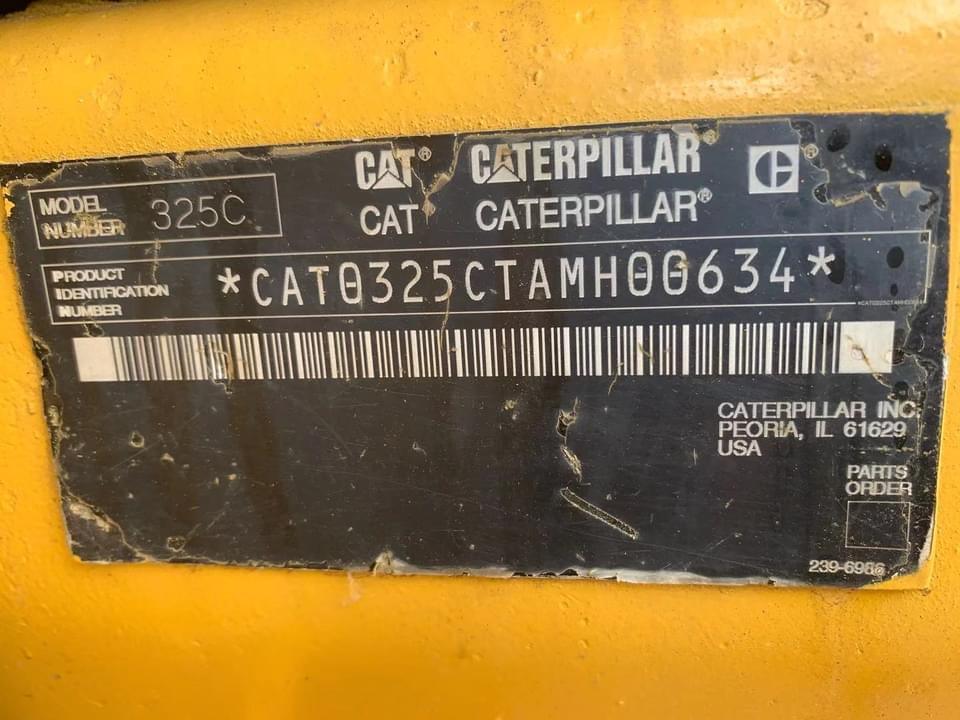 CAT® CATERPILLAR®
CAT CATERPILLAR®
MODEL NUMBER 325C
PRODUCT IDENTIFICATION NUMBER
*CAT0325CTAMH00634*
CATERPILLAR INC.
PEORIA, IL 61629
USA
PARTS
ORDER
239-6986